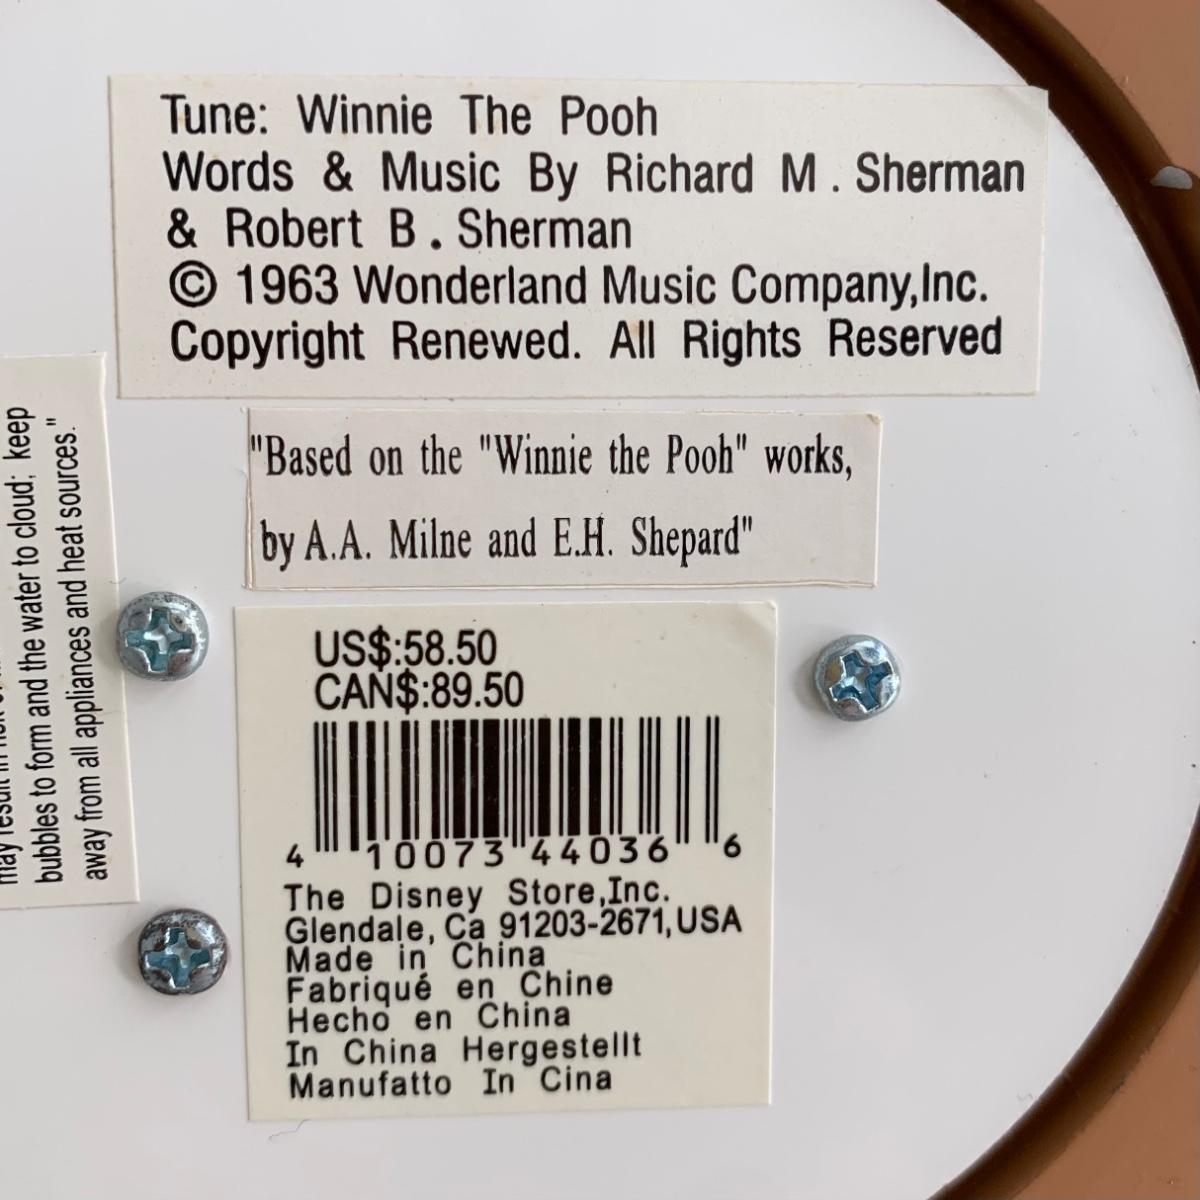 Tune: Winnie The Pooh
Words & Music By Richard M. Sherman
& Robert B. Sherman
© 1963 Wonderland Music Company,Inc.
Copyright Renewed. All Rights Reserved
bubbles to form and the water to cloud; keep
away from all appliances and heat sources."
"Based on the "Winnie the Pooh" works,
by A.A. Milne and E.H. Shepard"
US$:58.50
CAN$:89.50
4 10073 44036 6
The Disney Store,Inc.
Glendale, Ca 91203-2671,USA
Made in China
Fabriqué en Chine
Hecho en China
In China Hergestellt
Manufatto In Cina